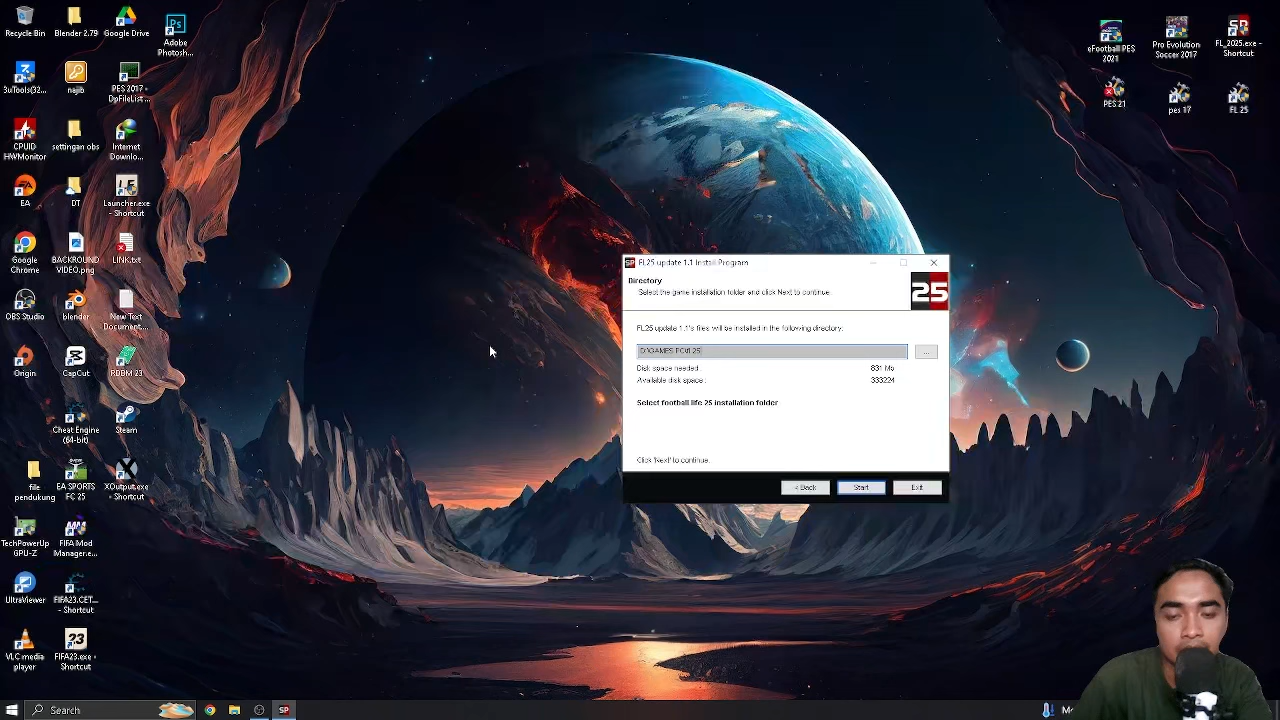 Recycle Bin
Blender 2.79
Google Drive
Adobe
Photosh...
3uTools(32...
najib
PES 2017
DpFileList...
CPUID
HWMonitor
settingan obs
Internet
Downlo...
EA
DT
Launcher.exe
- Shortcut
Google
BACKROUND
VIDEO.png
LINK.txt
OBS Studio
blender
New Text
Document...
Origin
CapCut
RDBM 23
Cheat Engine
(64-bit)
Steam
pendukung
EA SPORTS
FC 25
XOutput.exe
TechPowerUp
GPU-Z
FIFA Mod
Manager.e...
UltraViewer
FIFA23.CET...
- Shortcut
VLC media
player
FIFA23.exe -
Shortcut
eFootball PES
2021
Pro Evolution
Soccer 2017
FL_2025.exe -
Shortcut
PES 21
pes 17
FL 25
FL25 update 1.1 Install Program
Directory
Select the game installation folder and click Next to continue.
25
FL25 update 1.1's files will be installed in the following directory:
D:\GAMES PC\fl 25
...
Disk space needed : 831 Mb
Available disk space : 333224
Select football life 25 installation folder
Click 'Next' to continue.
< Back
Start
Exit
Search